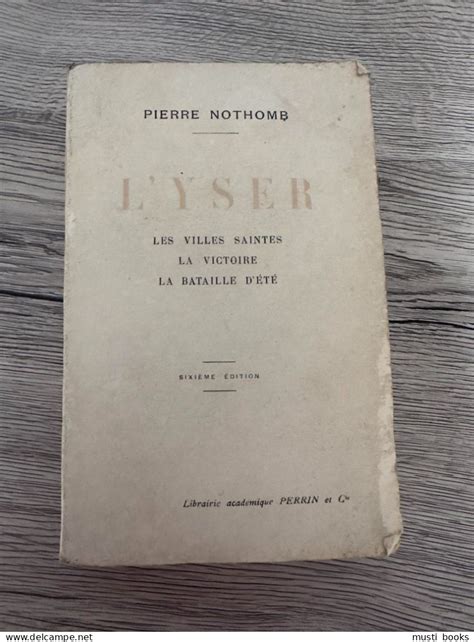 PIERRE NOTHOMB
L'YSER
LES VILLES SAINTES
LA VICTOIRE
LA BATAILLE D'ÉTÉ
SIXIÈME ÉDITION
Librairie académique PERRIN et Cie
delcampe.net
musti books